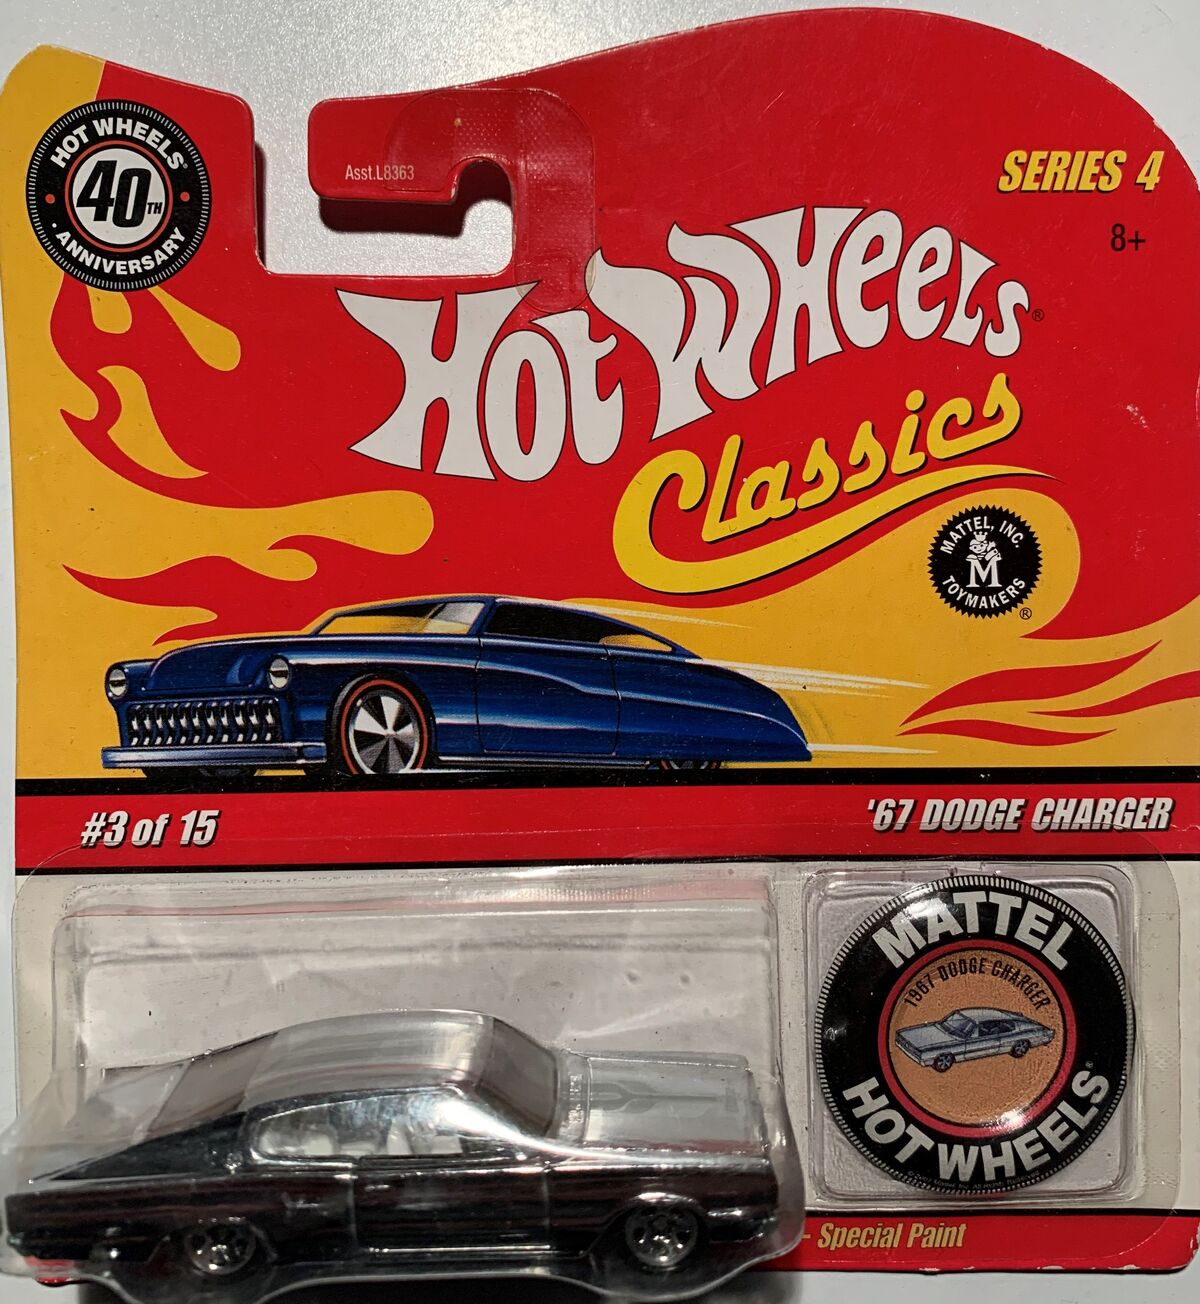 HOT WHEELS®
40TH
ANNIVERSARY
Asst.L8363
SERIES 4
8+
HOT WHEELS®
Classics
MATTEL, INC.
M
TOYMAKERS
®
#3 of 15
'67 DODGE CHARGER
MATTEL
1967 DODGE CHARGER
HOT WHEELS®
- Special Paint